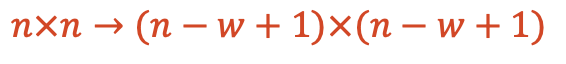 n×n → (n − w + 1)×(n − w + 1)